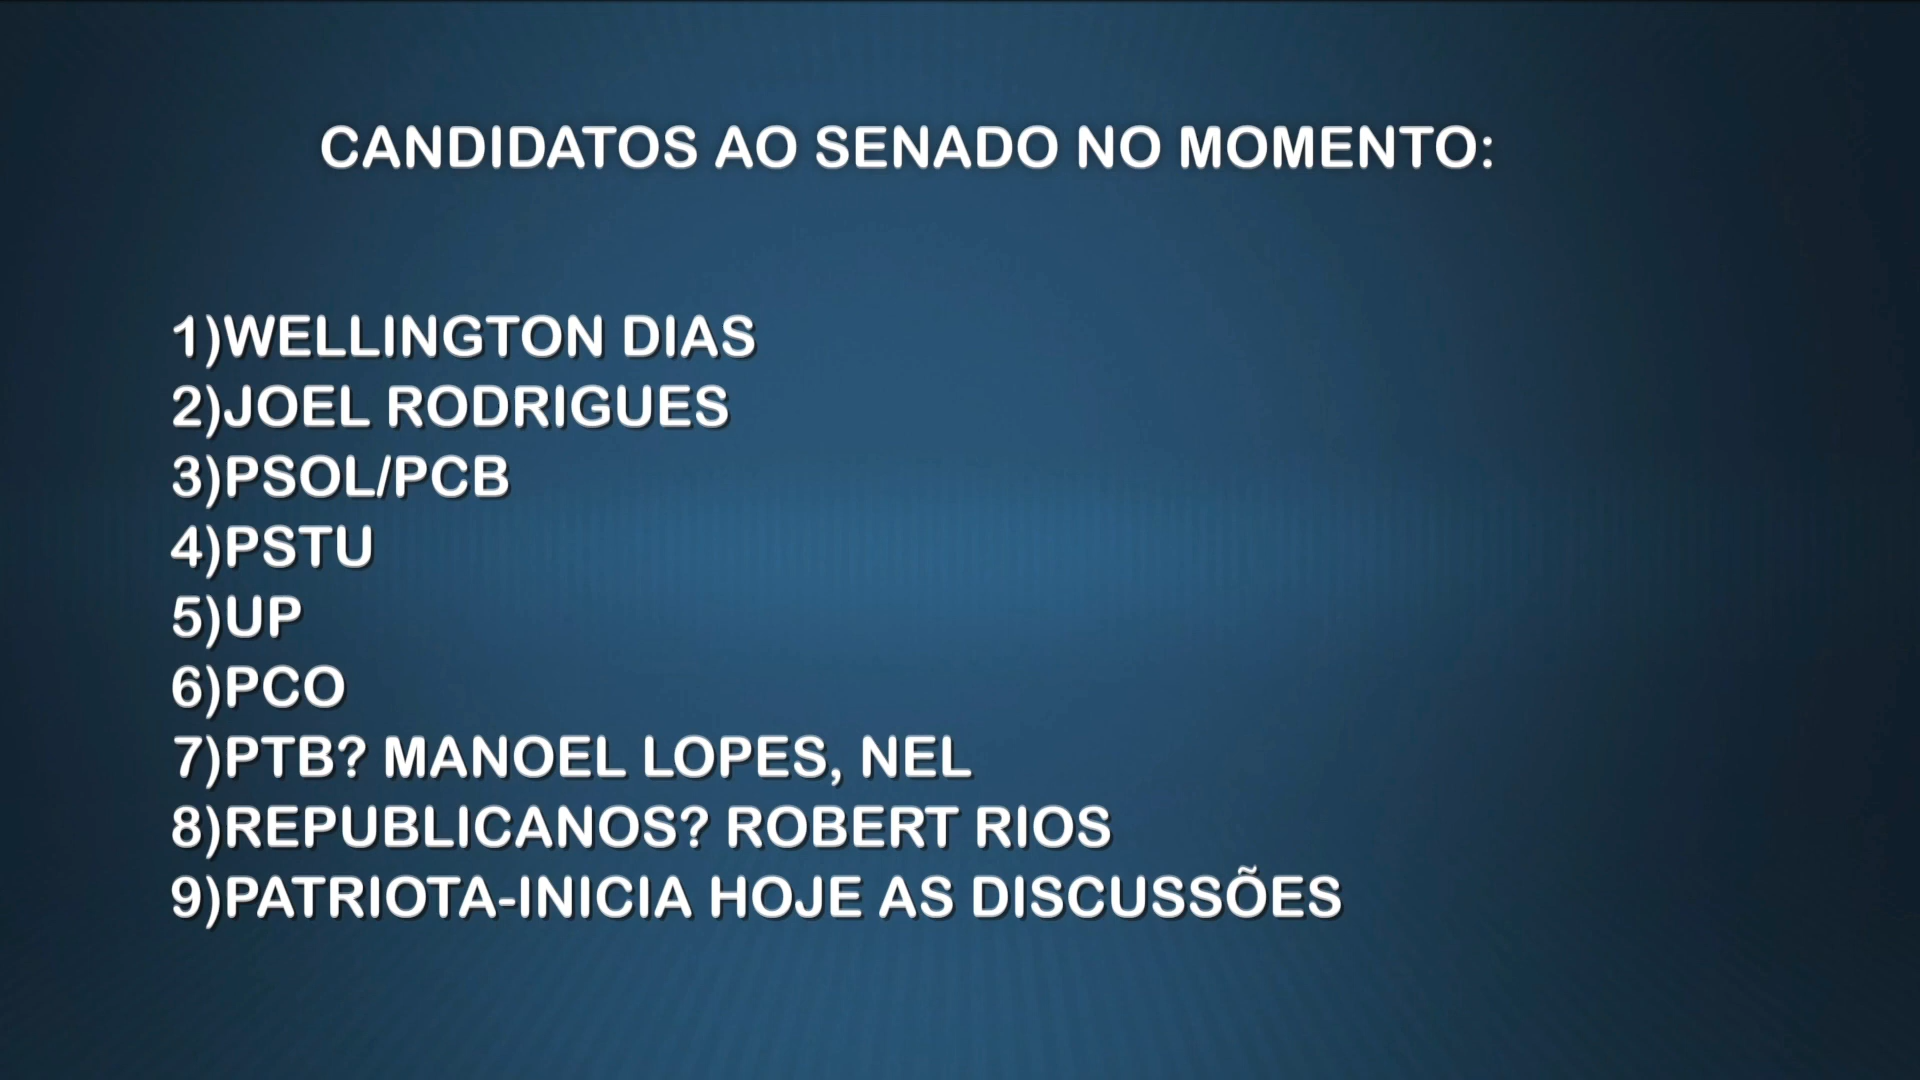 CANDIDATOS AO SENADO NO MOMENTO:
1)WELLINGTON DIAS
2)JOEL RODRIGUES
3)PSOL/PCB
4)PSTU
5)UP
6)PCO
7)PTB? MANOEL LOPES, NEL
8)REPUBLICANOS? ROBERT RIOS
9)PATRIOTA-INICIA HOJE AS DISCUSSÕES